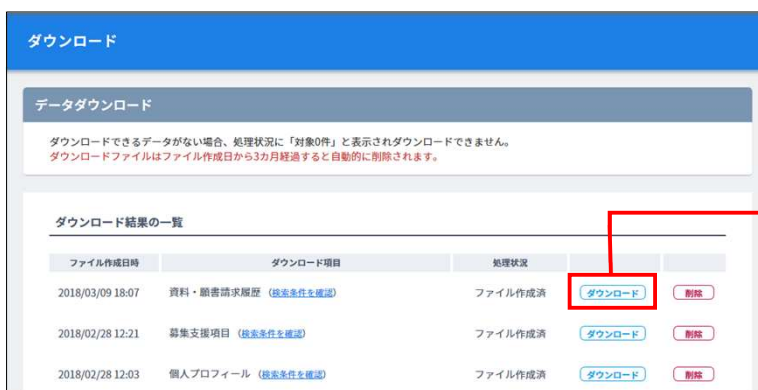 ダウンロード
データダウンロード
ダウンロードできるデータがない場合、処理状況に「対象0件」と表示されダウンロードできません。
ダウンロードファイルはファイル作成日から3カ月経過すると自動的に削除されます。
ダウンロード結果の一覧
ファイル作成日時 ダウンロード項目 処理状況
2018/03/09 18:07 資料・願書請求履歴 (検索条件を確認) ファイル作成済 ダウンロード 削除
2018/02/28 12:21 募集支援項目 (検索条件を確認) ファイル作成済 ダウンロード 削除
2018/02/28 12:03 個人プロフィール (検索条件を確認) ファイル作成済 ダウンロード 削除